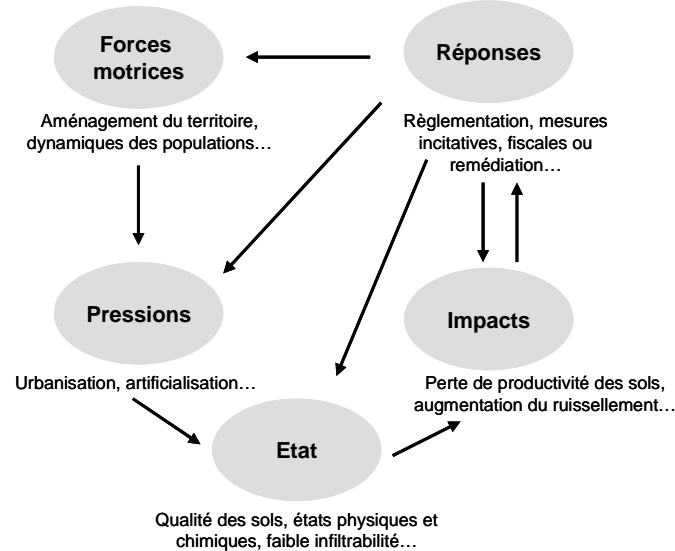 Forces
motrices
Réponses
Aménagement du territoire,
dynamiques des populations…
Règlementation, mesures
incitatives, fiscales ou
remédiation…
Pressions
Impacts
Urbanisation, artificialisation…
Perte de productivité des sols,
augmentation du ruissellement…
Etat
Qualité des sols, états physiques et
chimiques, faible infiltrabilité…